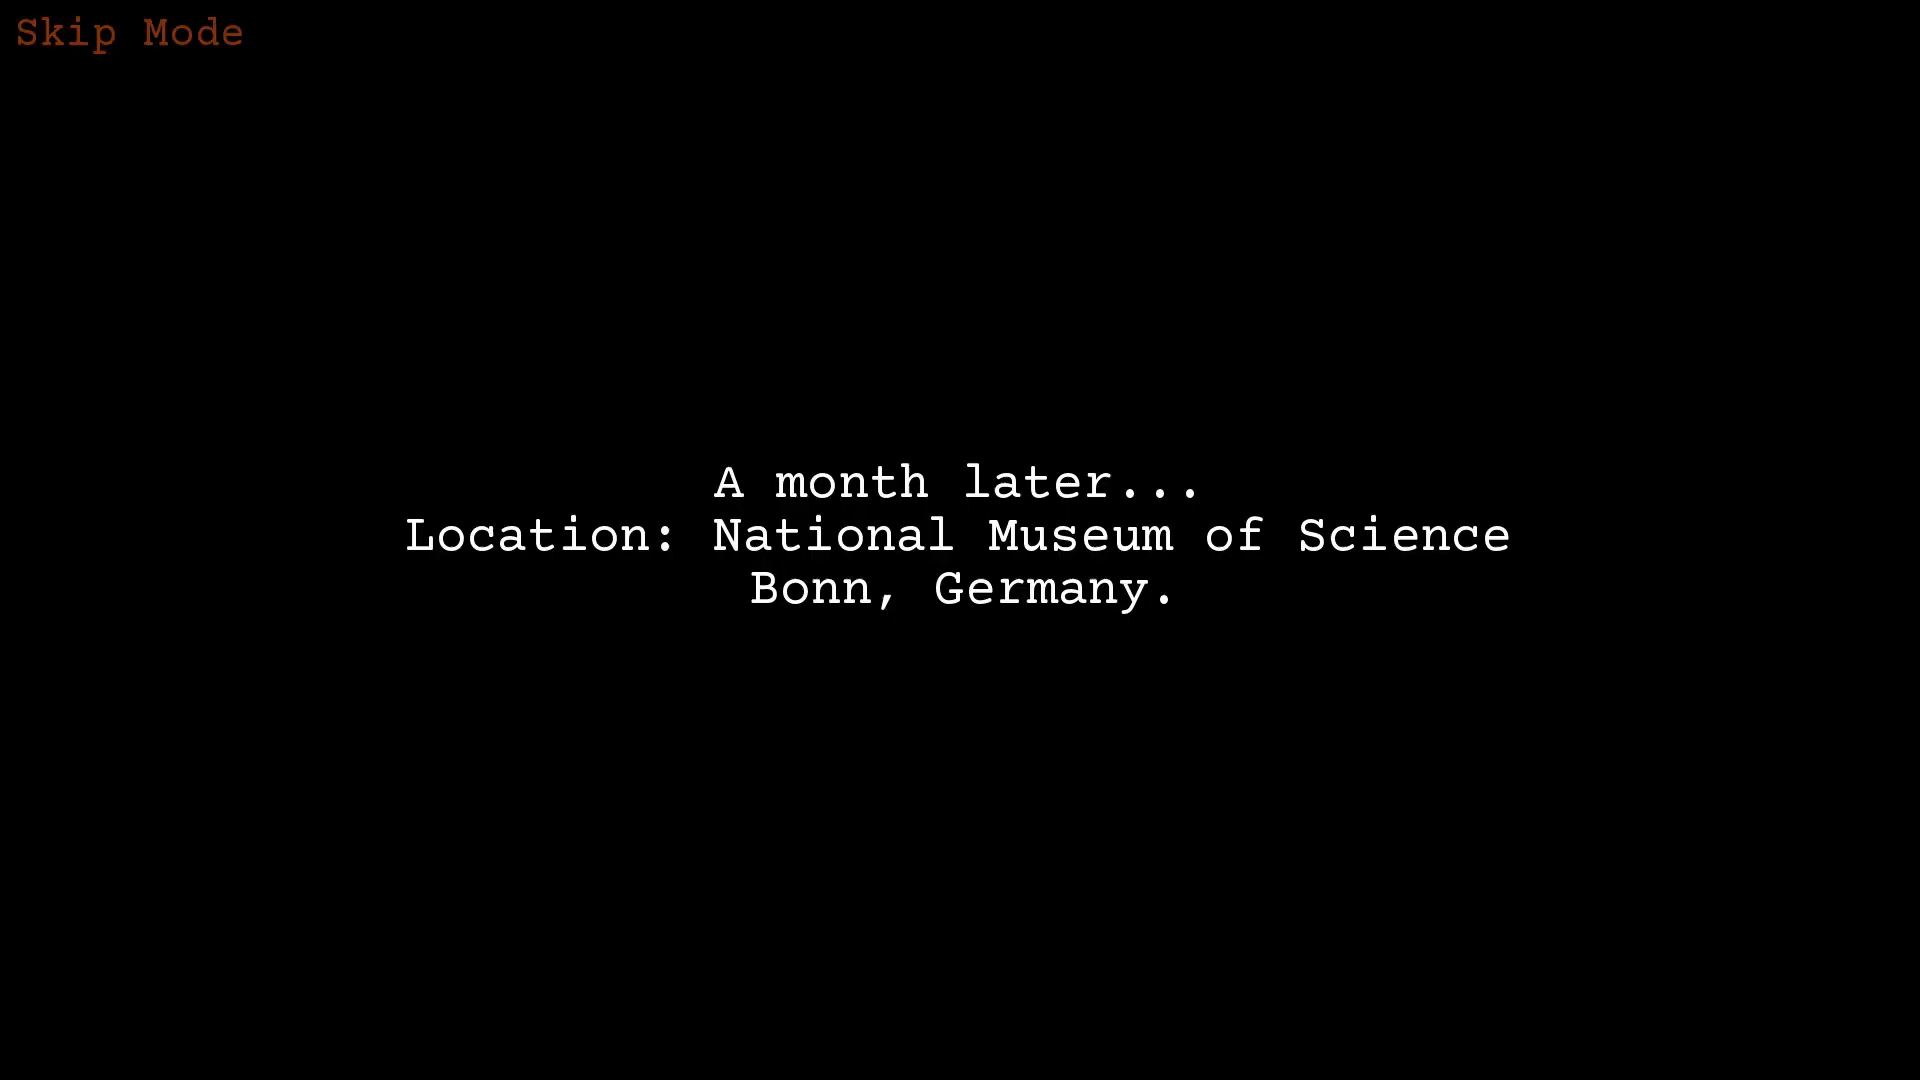 Skip Mode
A month later...
Location: National Museum of Science
Bonn, Germany.